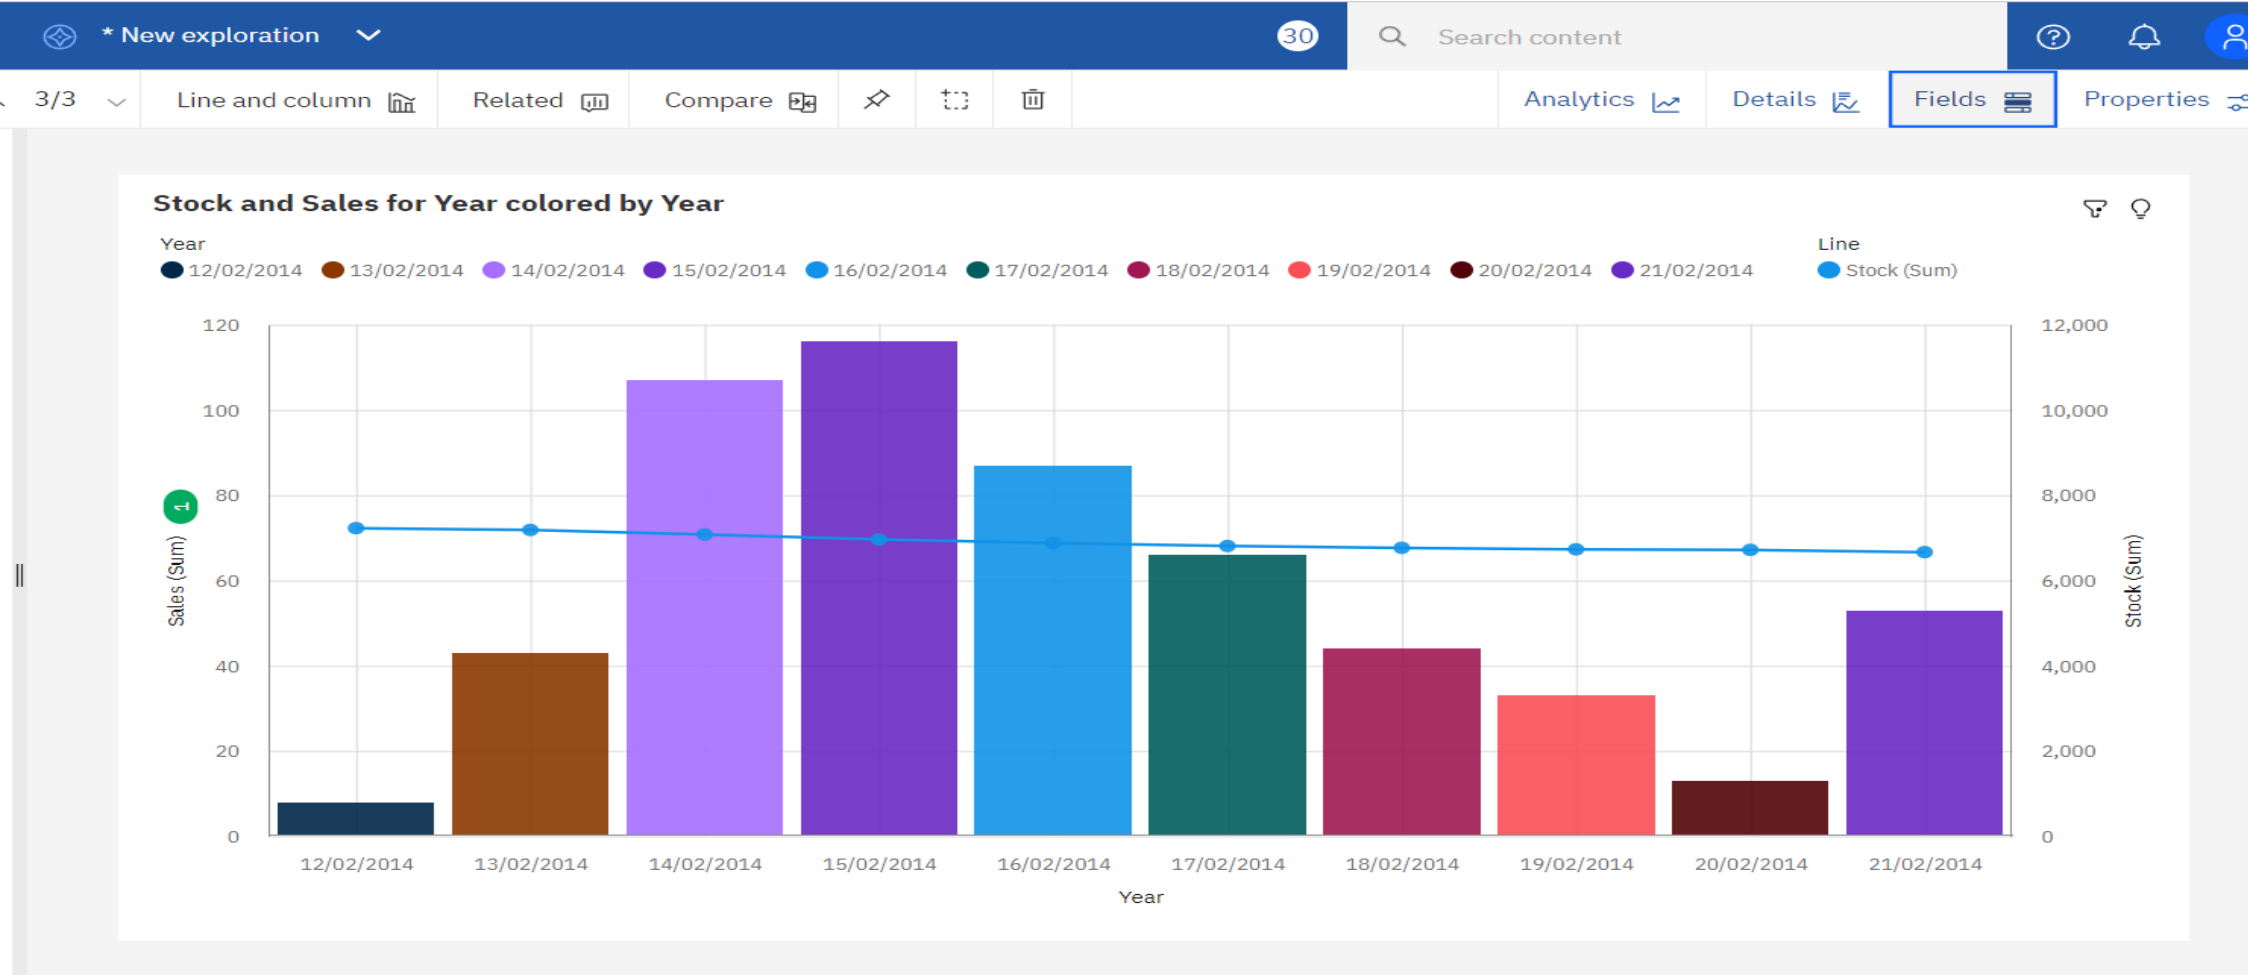 * New exploration
30
Search content
3/3
Line and column
Related
Compare
Analytics
Details
Fields
Properties
Stock and Sales for Year colored by Year
Year
12/02/2014 13/02/2014 14/02/2014 15/02/2014 16/02/2014 17/02/2014 18/02/2014 19/02/2014 20/02/2014 21/02/2014
Line
Stock (Sum)
120
100
80
60
40
20
0
1
Sales (Sum)
12,000
10,000
8,000
6,000
4,000
2,000
0
Stock (Sum)
12/02/2014 13/02/2014 14/02/2014 15/02/2014 16/02/2014 17/02/2014 18/02/2014 19/02/2014 20/02/2014 21/02/2014
Year